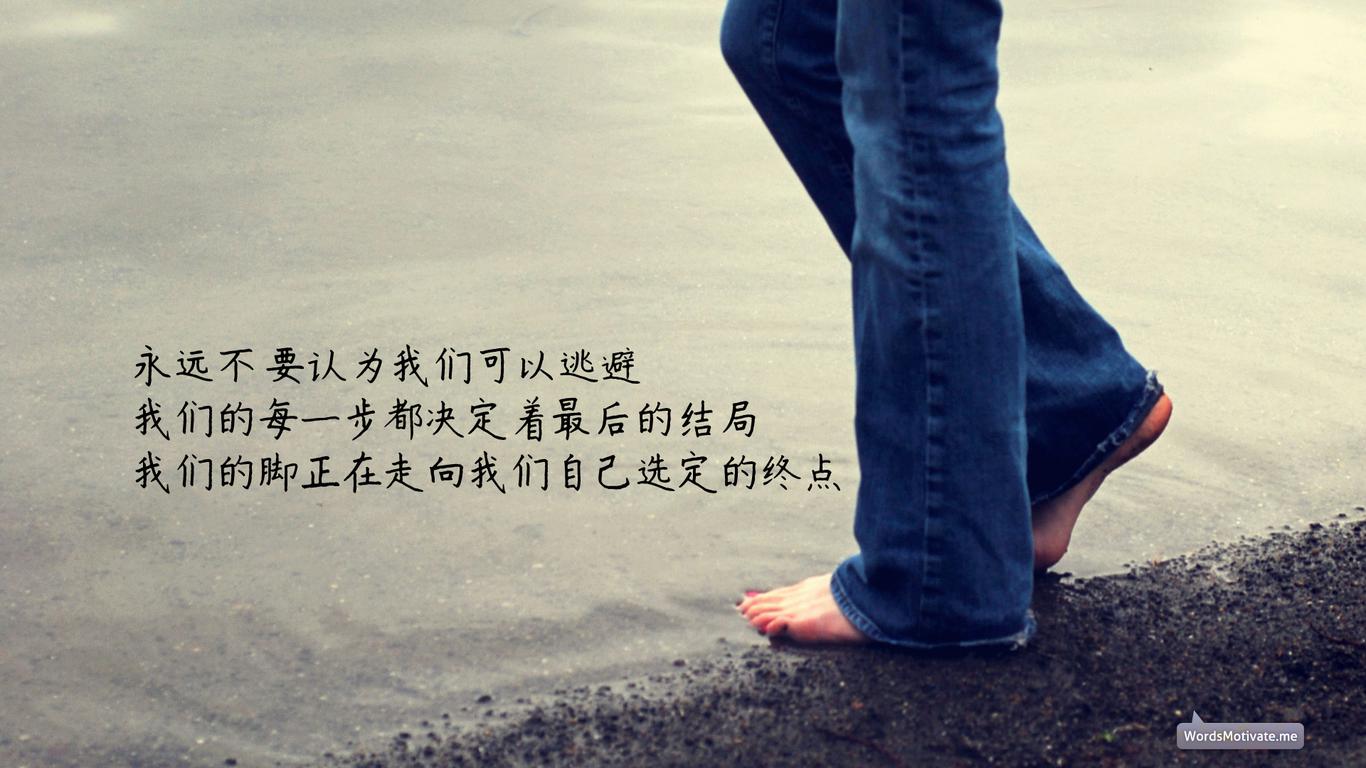 永远不要认为我们可以逃避
我们的每一步都决定着最后的结局
我们的脚正在走向我们自己选定的终点
WordsMotivate.me